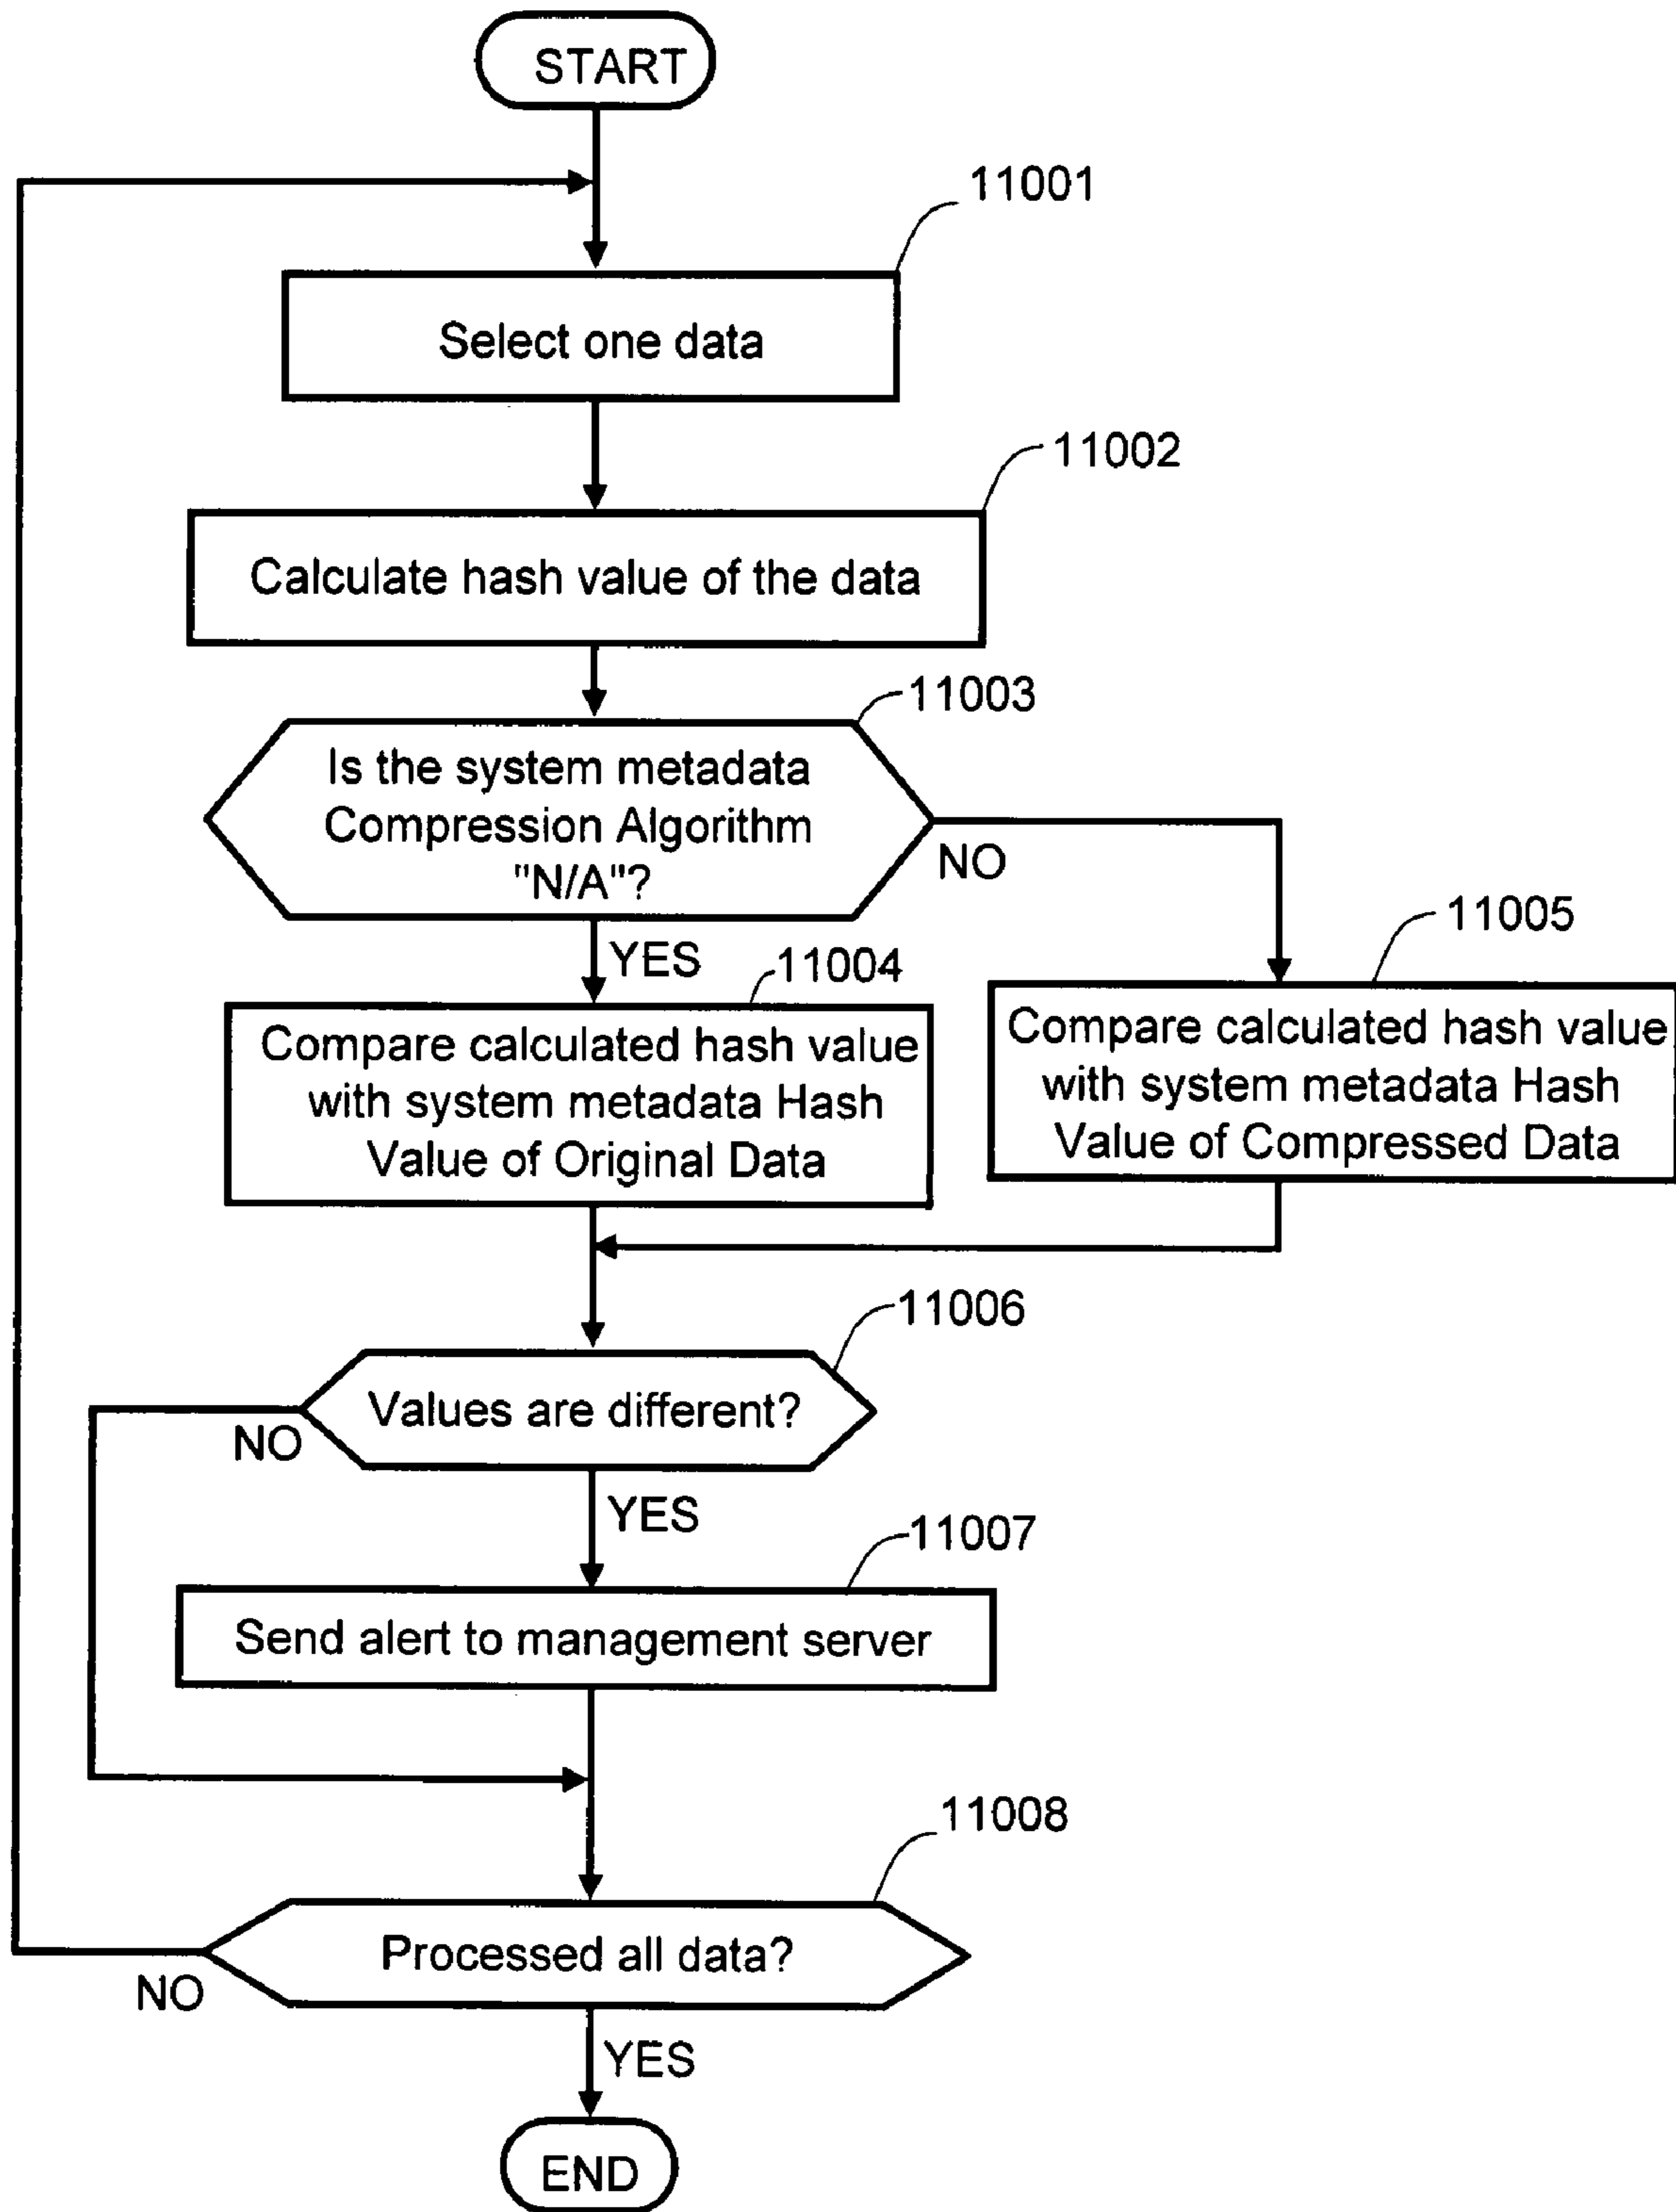 START
11001
Select one data
11002
Calculate hash value of the data
11003
Is the system metadata
Compression Algorithm
"N/A"?
NO
YES
11004
11005
Compare calculated hash value
with system metadata Hash
Value of Original Data
Compare calculated hash value
with system metadata Hash
Value of Compressed Data
11006
Values are different?
NO
YES
11007
Send alert to management server
11008
Processed all data?
NO
YES
END